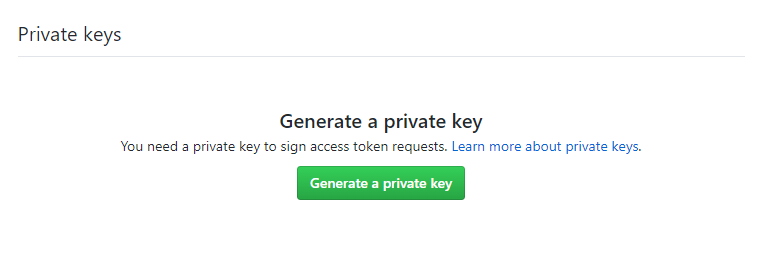 Private keys
Generate a private key
You need a private key to sign access token requests. Learn more about private keys.
Generate a private key